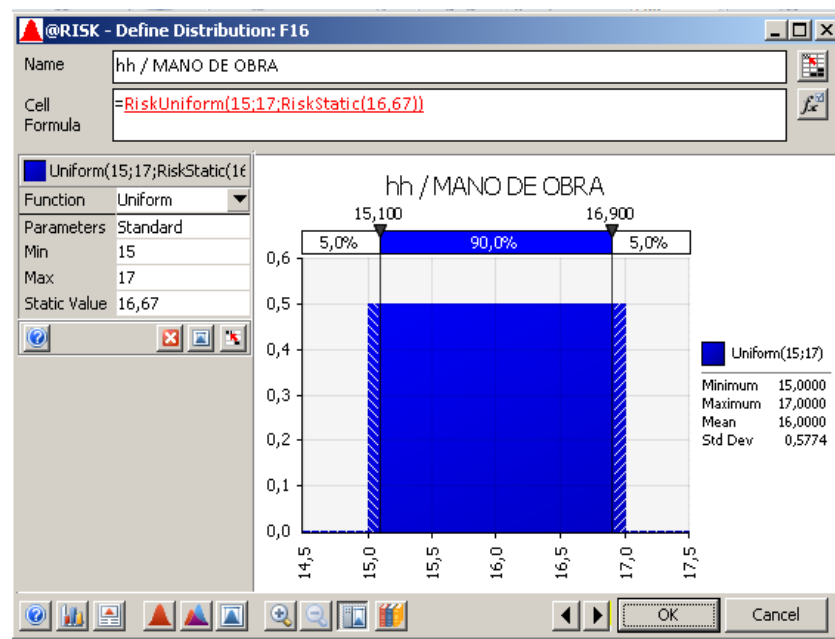 @RISK - Define Distribution: F16
Name
hh / MANO DE OBRA
Cell
Formula
=RiskUniform(15;17;RiskStatic(16,67))
Uniform(15;17;RiskStatic(16
Function Uniform
Parameters Standard
Min 15
Max 17
Static Value 16,67
hh / MANO DE OBRA
15,100 16,900
5,0% 90,0% 5,0%
0,6
0,5
0,4
0,3
0,2
0,1
0,0
14,5 15,0 15,5 16,0 16,5 17,0 17,5
Uniform(15;17)
Minimum 15,0000
Maximum 17,0000
Mean 16,0000
Std Dev 0,5774
OK Cancel